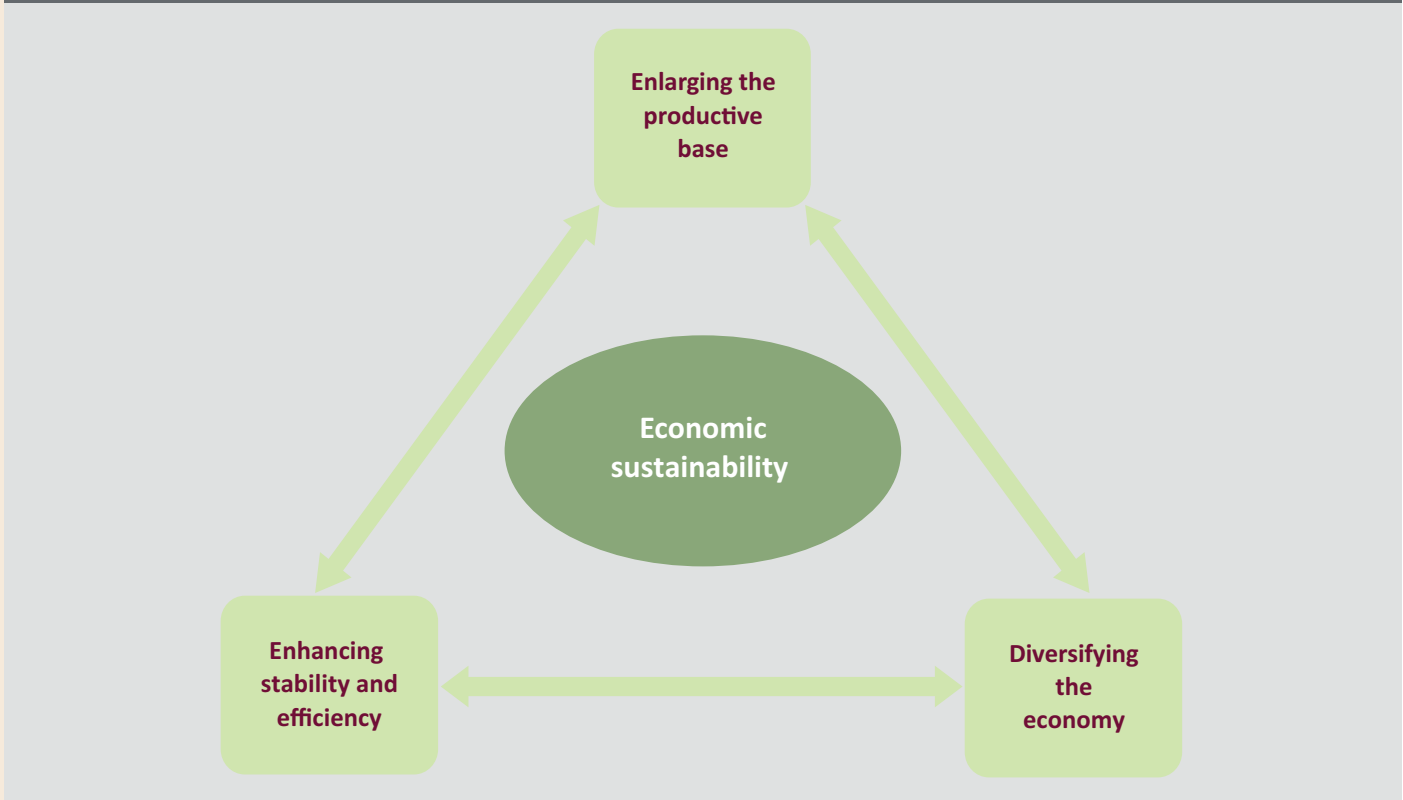 Enlarging the
productive
base
Economic
sustainability
Enhancing
stability and
efficiency
Diversifying
the
economy